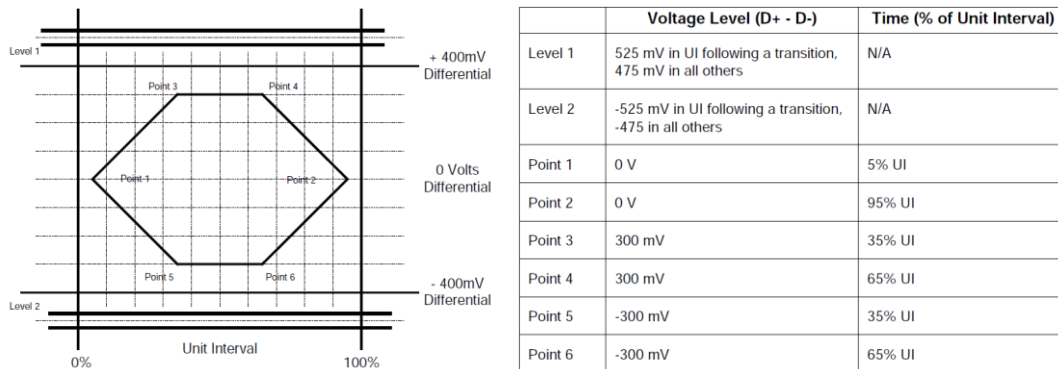 Level 1
+ 400mV
Differential
Point 3
Point 4
Point 1
Point 2
0 Volts
Differential
Point 5
Point 6
- 400mV
Differential
Level 2
Unit Interval
0%
100%
Voltage Level (D+ - D-)
Time (% of Unit Interval)
Level 1
525 mV in UI following a transition,
475 mV in all others
N/A
Level 2
-525 mV in UI following a transition,
-475 in all others
N/A
Point 1
0 V
5% UI
Point 2
0 V
95% UI
Point 3
300 mV
35% UI
Point 4
300 mV
65% UI
Point 5
-300 mV
35% UI
Point 6
-300 mV
65% UI